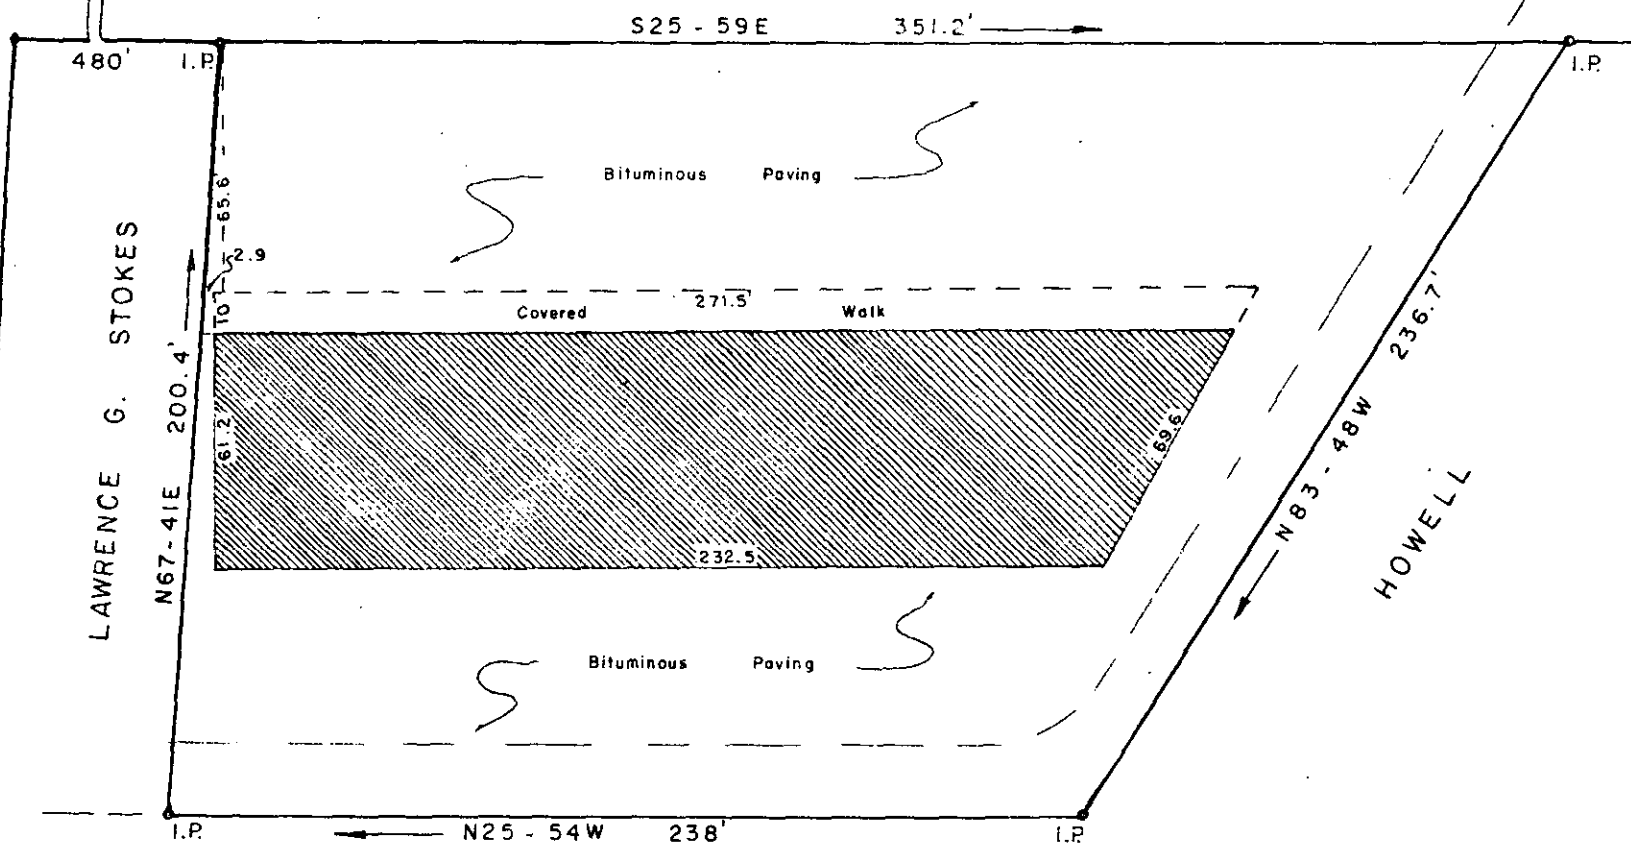 S25 - 59E 351.2'
480' I.P. I.P.
Bituminous Paving
65.6'
2.9
10'
271.5'
Covered Walk
LAWRENCE G. STOKES
N67-41E 200.4'
61.2'
69.6'
232.5
N83-48W 236.7'
HOWELL
Bituminous Paving
I.P. N25 - 54W 238' I.P.